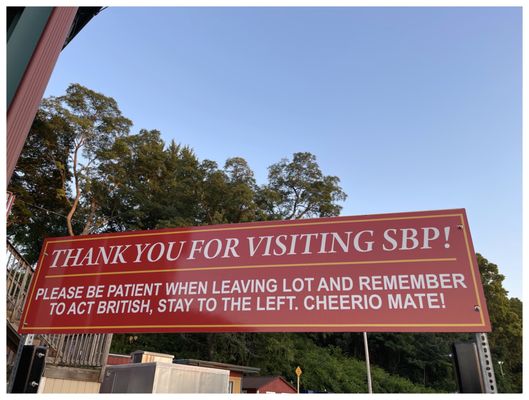 THANK YOU FOR VISITING SBP!
PLEASE BE PATIENT WHEN LEAVING LOT AND REMEMBER
TO ACT BRITISH, STAY TO THE LEFT. CHEERIO MATE!